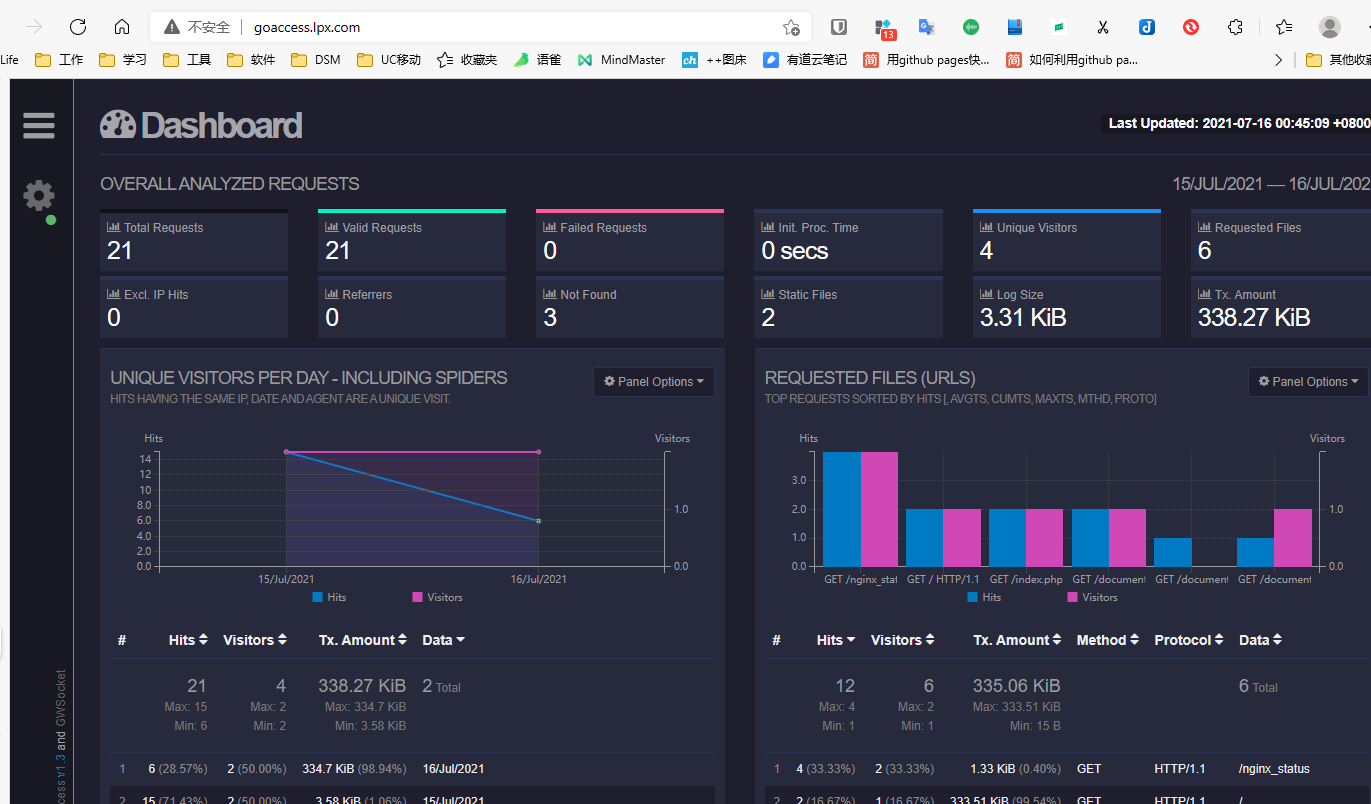 不安全 goaccess.lpx.com
13
Life 工作 学习 工具 软件 DSM UC移动 收藏夹 语雀 MindMaster ch ++图床 有道云笔记 简 用github pages快... 简 如何利用github pa... 其他收藏
Dashboard
Last Updated: 2021-07-16 00:45:09 +0800
OVERALL ANALYZED REQUESTS
15/JUL/2021 — 16/JUL/202
Total Requests Valid Requests Failed Requests Init. Proc. Time Unique Visitors Requested Files
21 21 0 0 secs 4 6
Excl. IP Hits Referrers Not Found Static Files Log Size Tx. Amount
0 0 3 2 3.31 KiB 338.27 KiB
UNIQUE VISITORS PER DAY - INCLUDING SPIDERS
Panel Options
HITS HAVING THE SAME IP, DATE AND AGENT ARE A UNIQUE VISIT.
Hits Visitors
14
12
10
8.0
6.0
4.0
2.0
0.0
1.0
0.0
15/Jul/2021 16/Jul/2021
Hits Visitors
# Hits Visitors Tx. Amount Data
21 4 338.27 KiB 2 Total
Max: 15 Max: 2 Max: 334.7 KiB
Min: 6 Min: 2 Min: 3.58 KiB
1 6 (28.57%) 2 (50.00%) 334.7 KiB (98.94%) 16/Jul/2021
2 15 (71.43%) 2 (50.00%) 3.58 KiB (1.06%) 15/Jul/2021
REQUESTED FILES (URLS)
Panel Options
TOP REQUESTS SORTED BY HITS [, AVGTS, CUMTS, MAXTS, MTHD, PROTO]
Hits Visitors
3.0
2.0
1.0
0.0
1.0
0.0
GET /nginx_stat GET / HTTP/1.1 GET /index.php GET /document GET /document GET /document
Hits Visitors
# Hits Visitors Tx. Amount Method Protocol Data
12 6 335.06 KiB 6 Total
Max: 4 Max: 2 Max: 333.51 KiB
Min: 1 Min: 1 Min: 15 B
1 4 (33.33%) 2 (33.33%) 1.33 KiB (0.40%) GET HTTP/1.1 /nginx_status
2 2 (16.67%) 1 (16.67%) 333.51 KiB (99.54%) GET HTTP/1.1 /
cess v1.3 and GWSocket